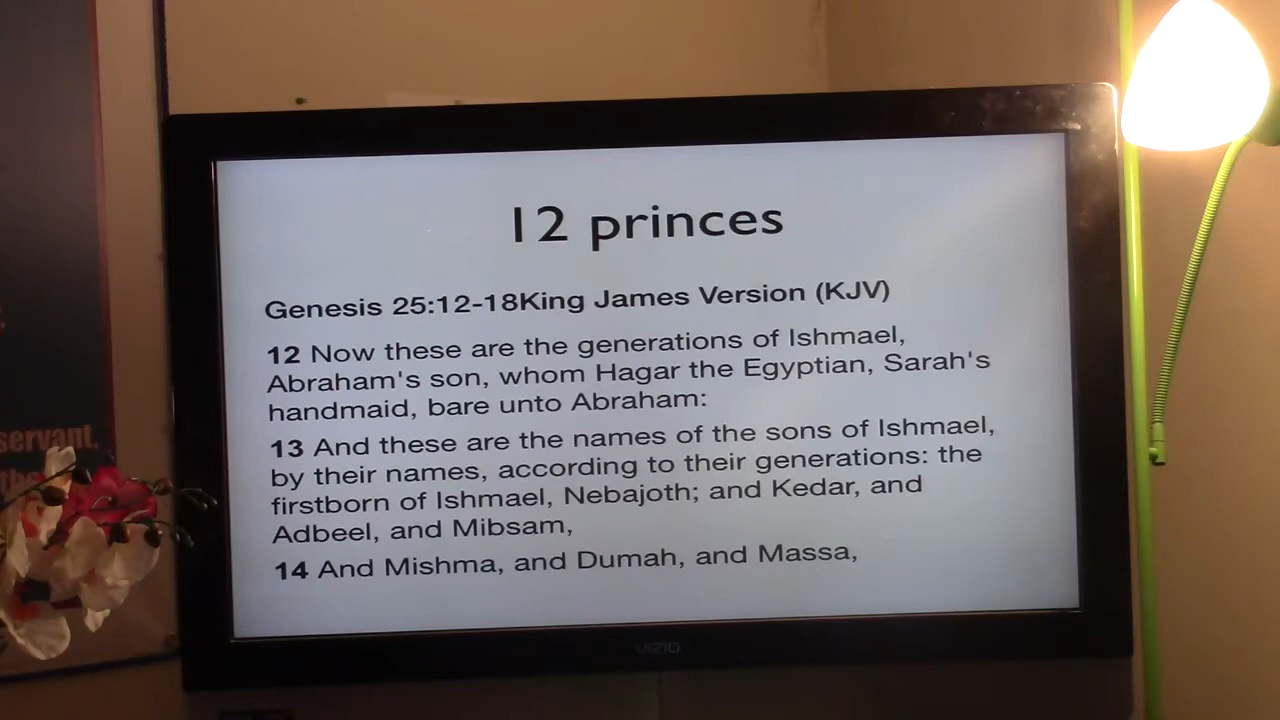 12 princes
Genesis 25:12-18King James Version (KJV)
12 Now these are the generations of Ishmael,
Abraham's son, whom Hagar the Egyptian, Sarah's
handmaid, bare unto Abraham:
13 And these are the names of the sons of Ishmael,
by their names, according to their generations: the
firstborn of Ishmael, Nebajoth; and Kedar, and
Adbeel, and Mibsam,
14 And Mishma, and Dumah, and Massa,
VIZIO
servant,